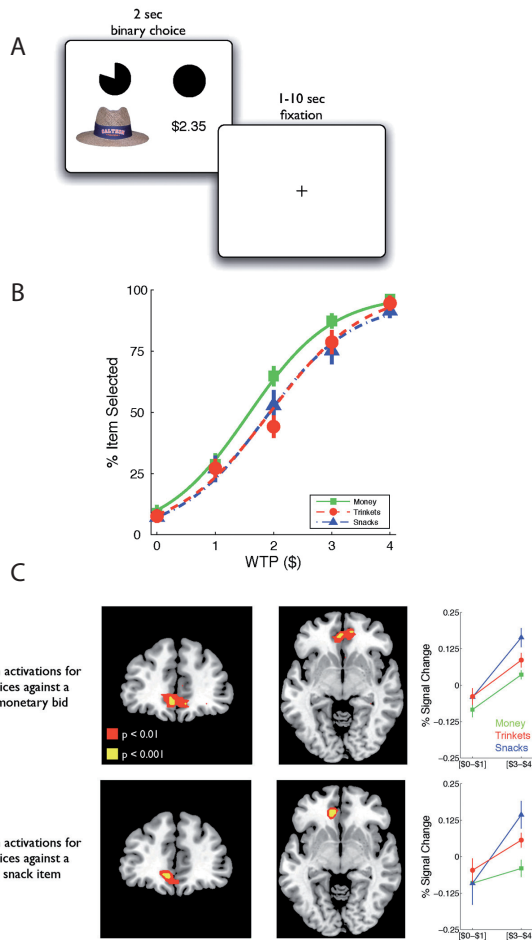 2 sec
binary choice
A
$2.35
1-10 sec
fixation
+
B
100
75
50
25
0
% Item Selected
0 1 2 3 4
WTP ($)
Money
Trinkets
Snacks
C
activations for
ices against a
monetary bid
p < 0.01
p < 0.001
0.25
0.125
0
-0.125
-0.25
% Signal Change
Money
Trinkets
Snacks
[$0-$1] [$3-$4
activations for
ices against a
snack item
0.25
0.125
0
-0.125
-0.25
% Signal Change
[$0-$1] [$3-$4